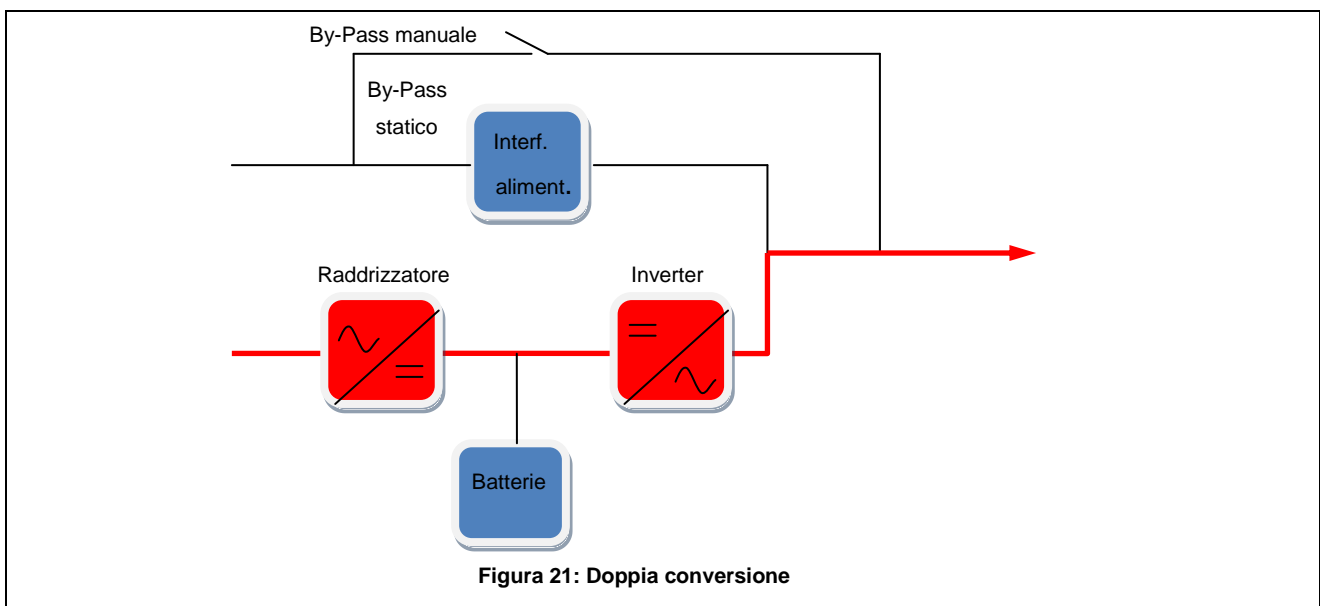 By-Pass manuale
By-Pass
statico
Interf.
aliment.
Raddrizzatore
Inverter
Batterie
Figura 21: Doppia conversione